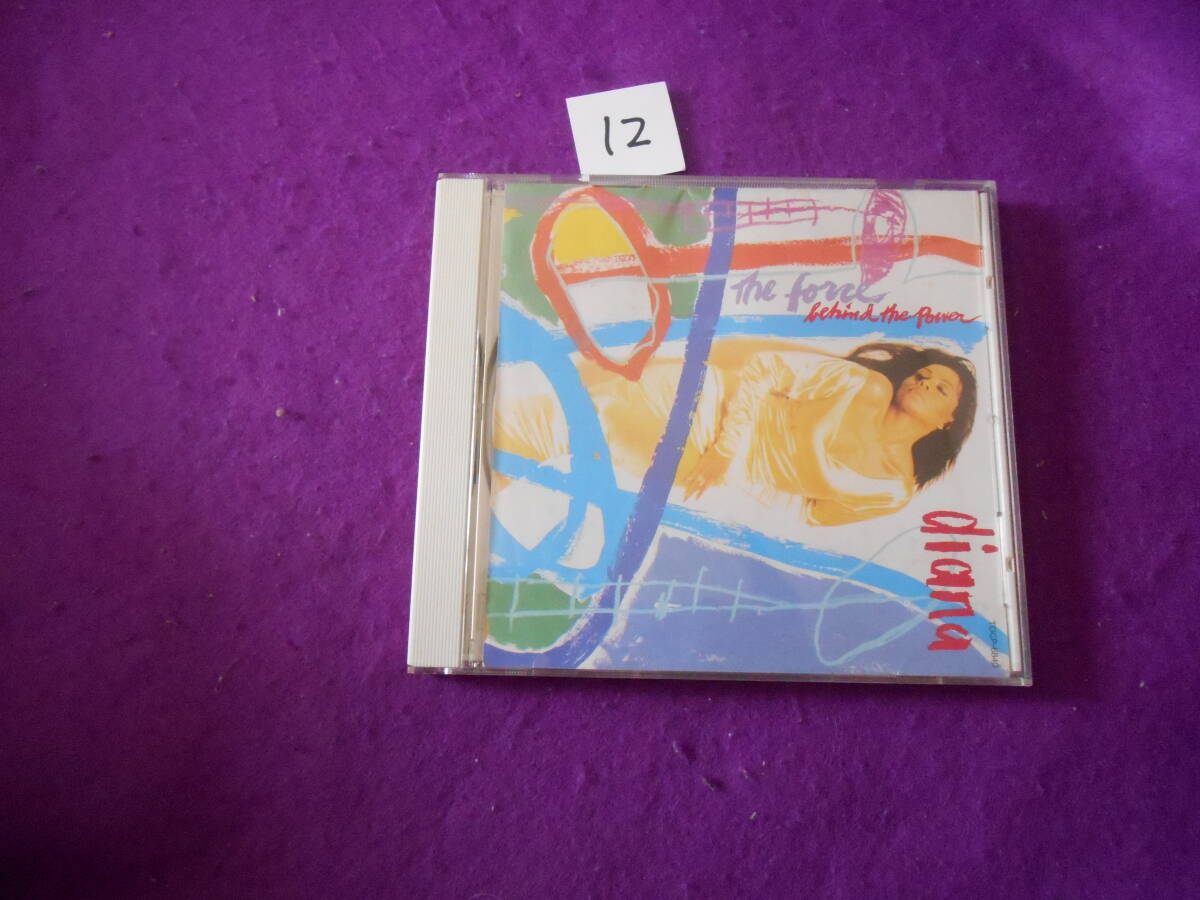 12
The force
behind the Power
diana